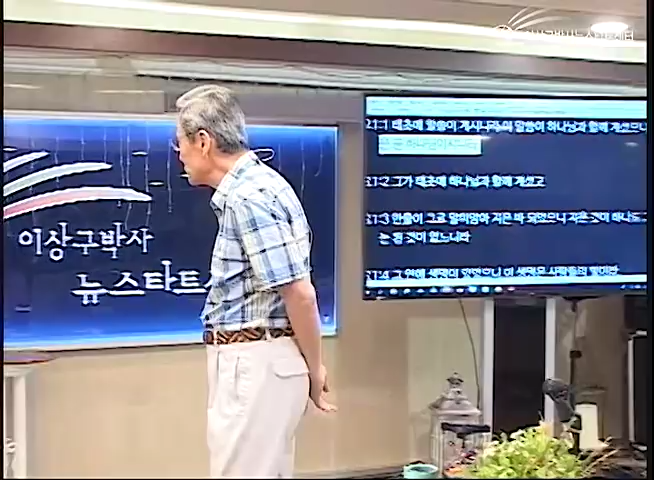 이상구박사
뉴스타트
요1:1 태초에 말씀이 계시니라 이 말씀이 하나님과 함께 계셨으니
요1:2 그가 태초에 하나님과 함께 계셨고
요1:3 만물이 그로 말미암아 지은 바 되었으니 지은 것이 하나도
는 된 것이 없느니라
요1:4 그 안에 생명이 있었으니 이 생명은 사람들의 빛이라